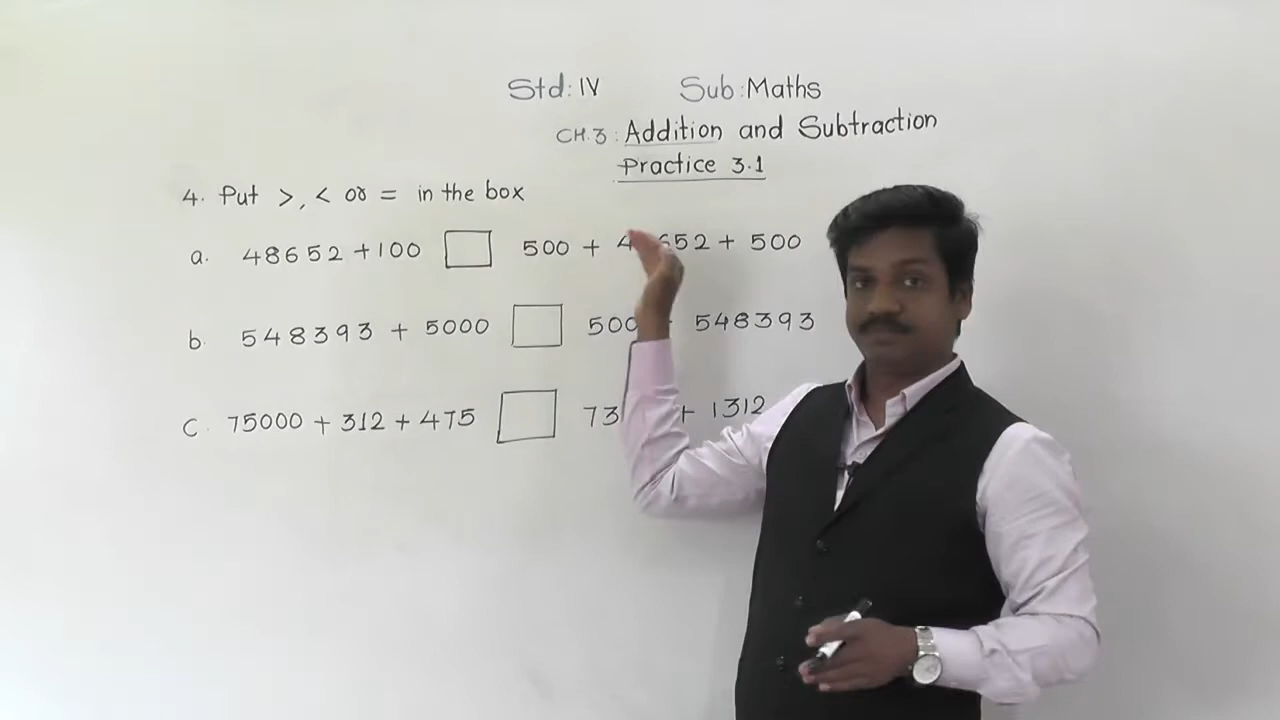 Std: IV Sub: Maths
CH.3: Addition and Subtraction
Practice 3.1
4. Put >, < or = in the box
a. 48652 + 100 500 + 4 652 + 500
b. 548393 + 5000 500 548393
c. 75000 + 312 + 475 73 + 1312